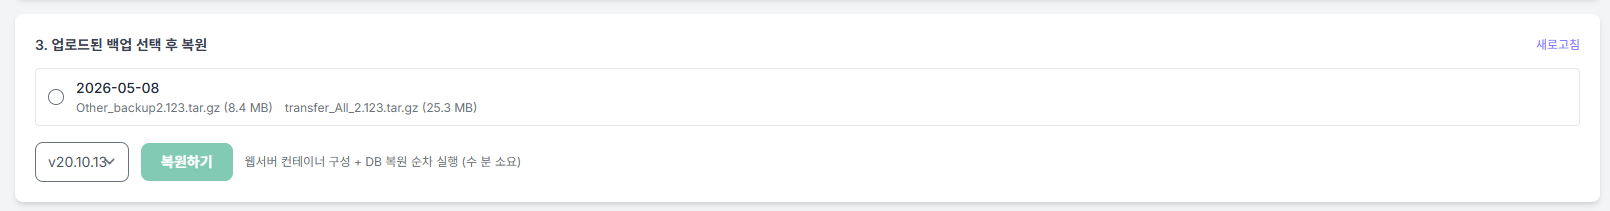 3. 업로드된 백업 선택 후 복원
새로고침
2026-05-08
Other_backup2.123.tar.gz (8.4 MB) transfer_All_2.123.tar.gz (25.3 MB)
v20.10.13
복원하기
웹서버 컨테이너 구성 + DB 복원 순차 실행 (수 분 소요)